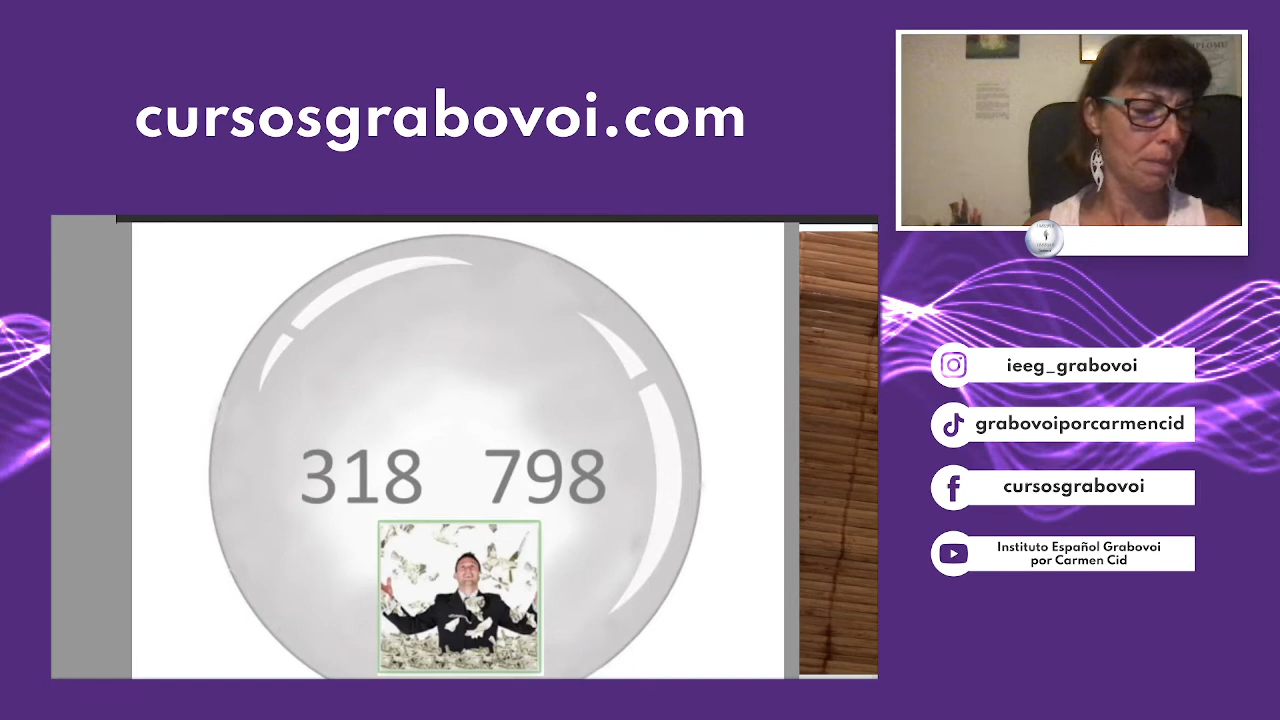 cursosgrabovoi.com
318 798
ieeg_grabovoi
grabovoiporcarmencid
cursosgrabovoi
Instituto Español Grabovoi
por Carmen Cid